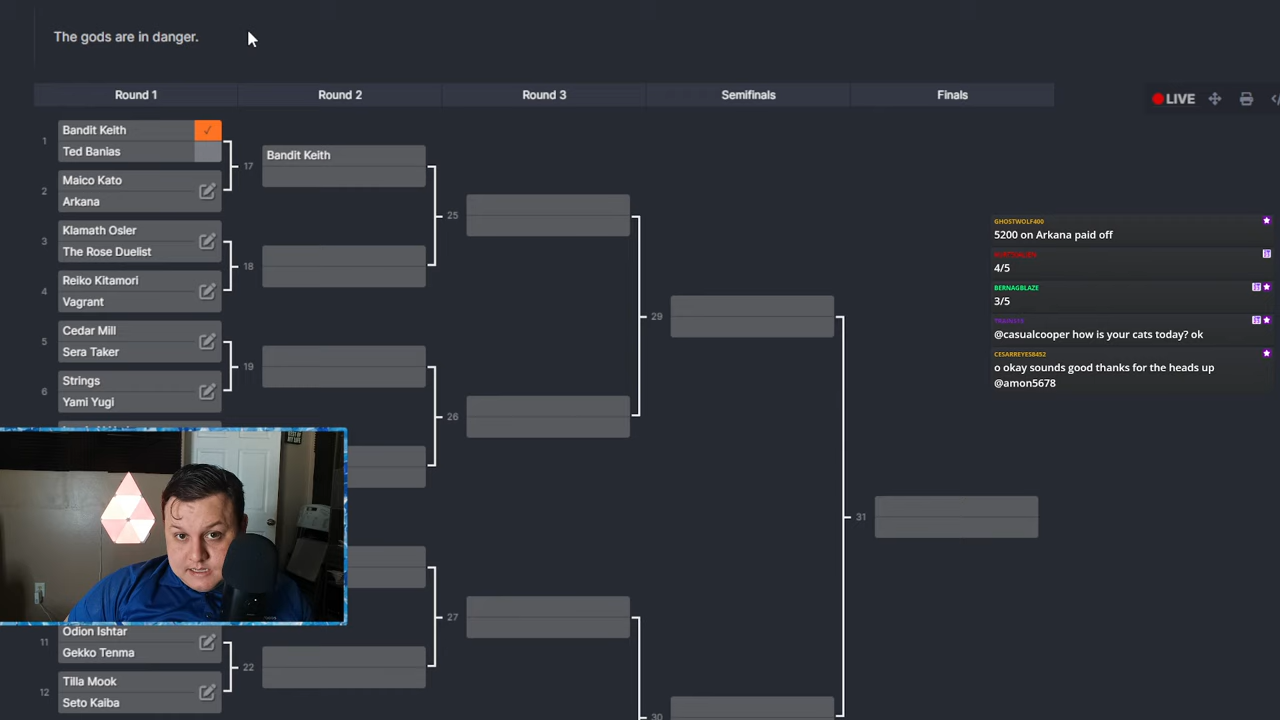 The gods are in danger.
Round 1
Round 2
Round 3
Semifinals
Finals
LIVE
1
Bandit Keith
Ted Banias
2
Maico Kato
Arkana
3
Klamath Osler
The Rose Duelist
4
Reiko Kitamori
Vagrant
5
Cedar Mill
Sera Taker
6
Strings
Yami Yugi
11
Odion Ishtar
Gekko Tenma
12
Tilla Mook
Seto Kaiba
17
Bandit Keith
18
19
22
25
26
27
29
30
31
GHOSTWOLF400
5200 on Arkana paid off
4/5
BERNAGBLAZE
3/5
@casualcooper how is your cats today? ok
CESARREYES8452
o okay sounds good thanks for the heads up
@amon5678